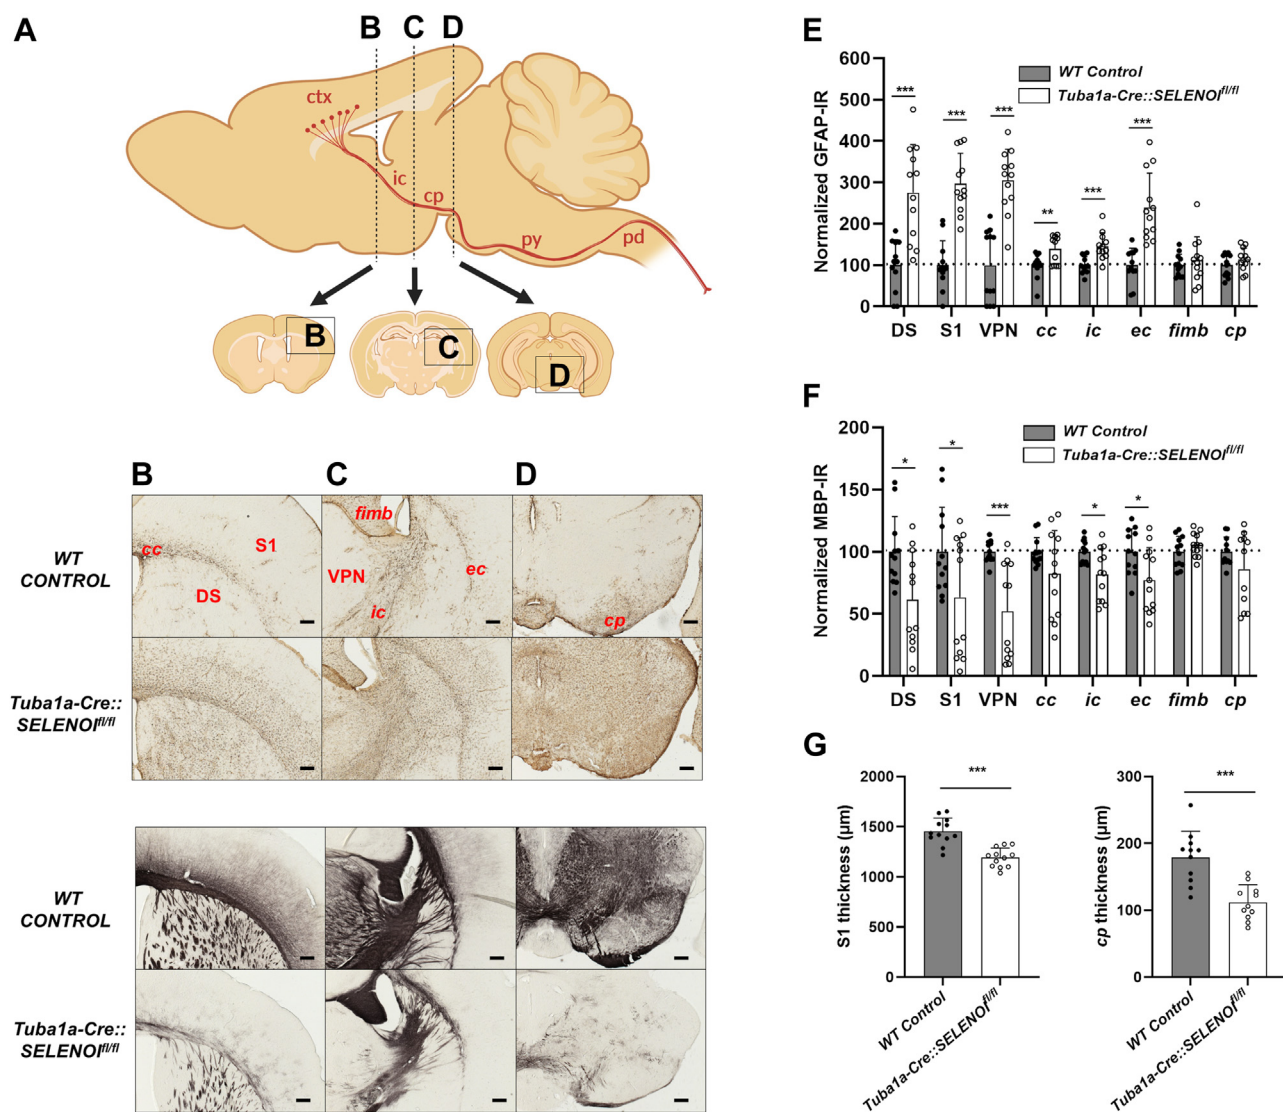 A
B C D
ctx
ic
cp
py
pd
B
C
D
B C D
WT
CONTROL
cc
S1
DS
fimb
VPN
ec
ic
cp
Tuba1a-Cre::
SELENOIfl/fl
WT
CONTROL
Tuba1a-Cre::
SELENOIfl/fl
E
Normalized GFAP-IR
600
500
400
300
200
100
0
WT Control
Tuba1a-Cre::SELENOIfl/fl
***
***
***
**
***
***
DS S1 VPN cc ic ec fimb cp
F
Normalized MBP-IR
200
150
100
50
0
WT Control
Tuba1a-Cre::SELENOIfl/fl
*
*
***
*
*
DS S1 VPN cc ic ec fimb cp
G
S1 thickness (µm)
2000
1500
1000
500
0
***
WT Control
Tuba1a-Cre::SELENOIfl/fl
cp thickness (µm)
300
200
100
0
***
WT Control
Tuba1a-Cre::SELENOIfl/fl